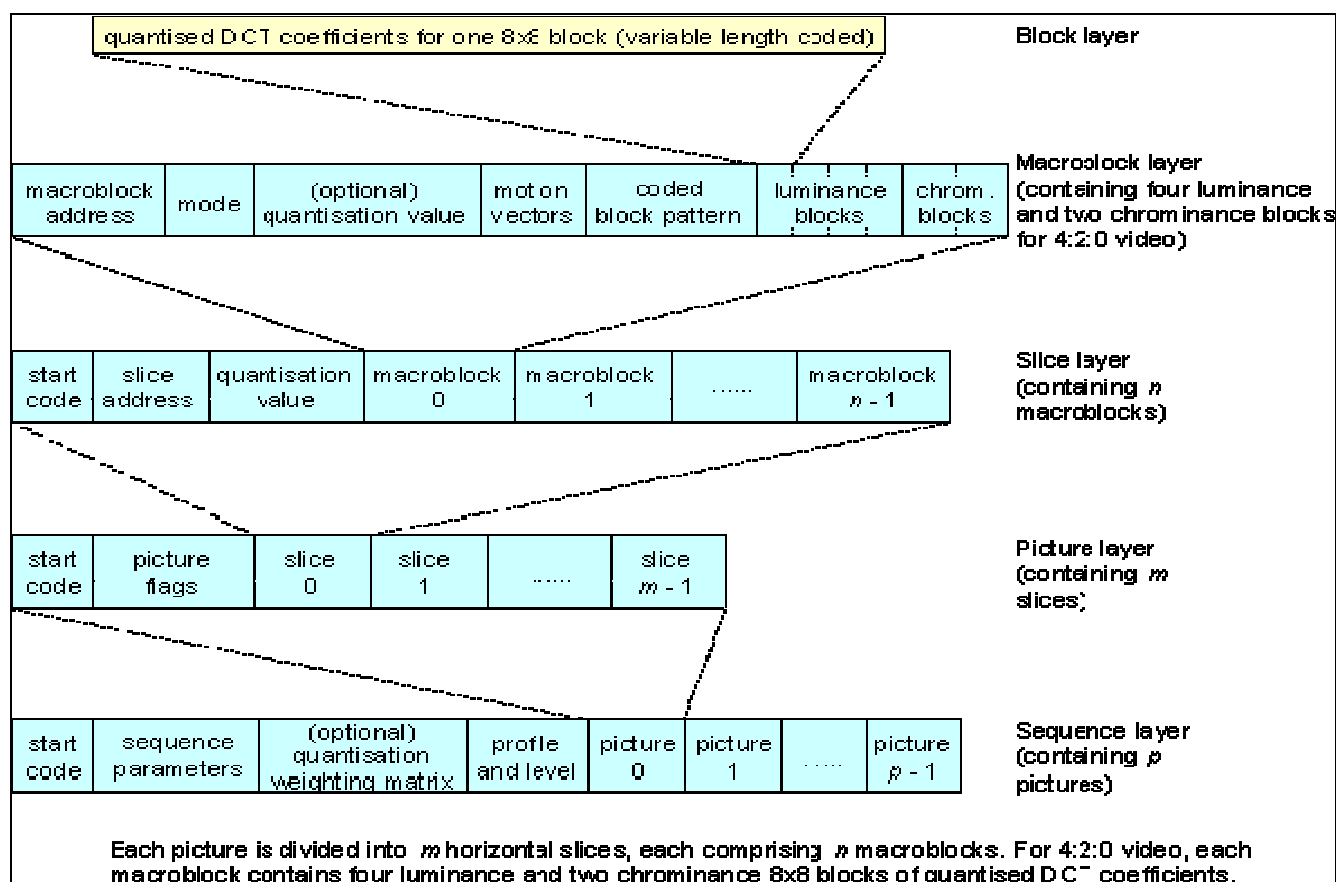 quantised DCT coefficients for one 8x8 block (variable length coded)
Block layer
macroblock address
mode
(optional) quantisation value
motion vectors
coded block pattern
luminance blocks
chrom. blocks
Macroblock layer
(containing four luminance
and two chrominance blocks
for 4:2:0 video)
start code
slice address
quantisation value
macroblock 0
macroblock 1
......
macroblock n - 1
Slice layer
(containing n
macroblocks)
start code
picture flags
slice 0
slice 1
......
slice m - 1
Picture layer
(containing m
slices)
start code
sequence parameters
(optional) quantisation weighting matrix
profile and level
picture 0
picture 1
.....
picture p - 1
Sequence layer
(containing p
pictures)
Each picture is divided into m horizontal slices, each comprising n macroblocks. For 4:2:0 video, each
macroblock contains four luminance and two chrominance 8x8 blocks of quantised DCT coefficients.